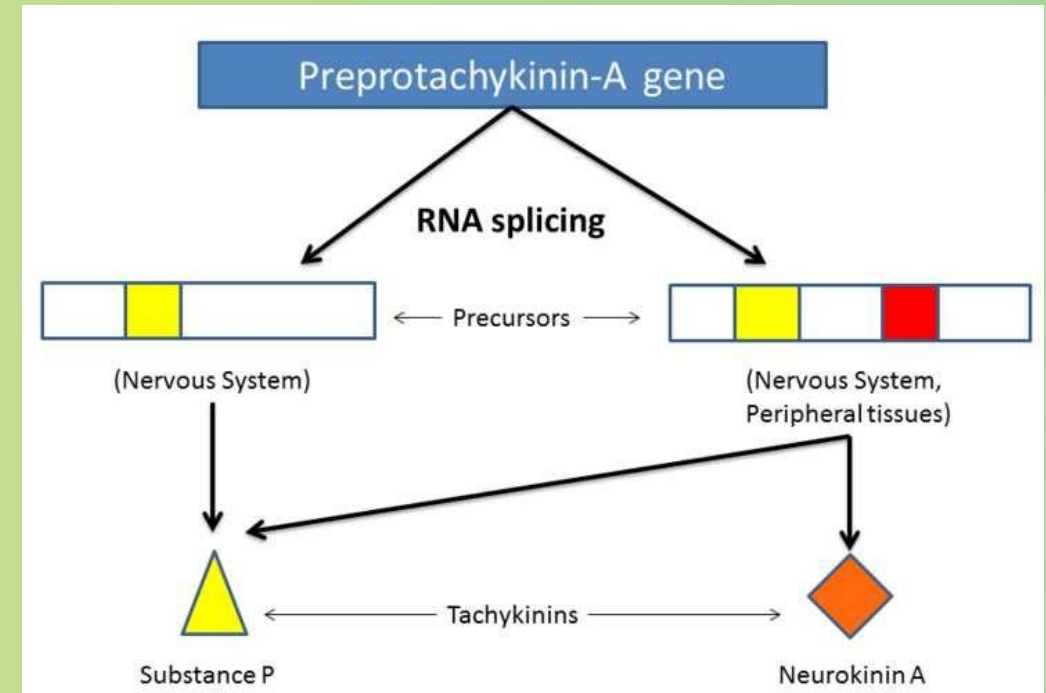 Preprotachykinin-A gene
RNA splicing
Precursors
(Nervous System)
(Nervous System,
Peripheral tissues)
Tachykinins
Substance P
Neurokinin A